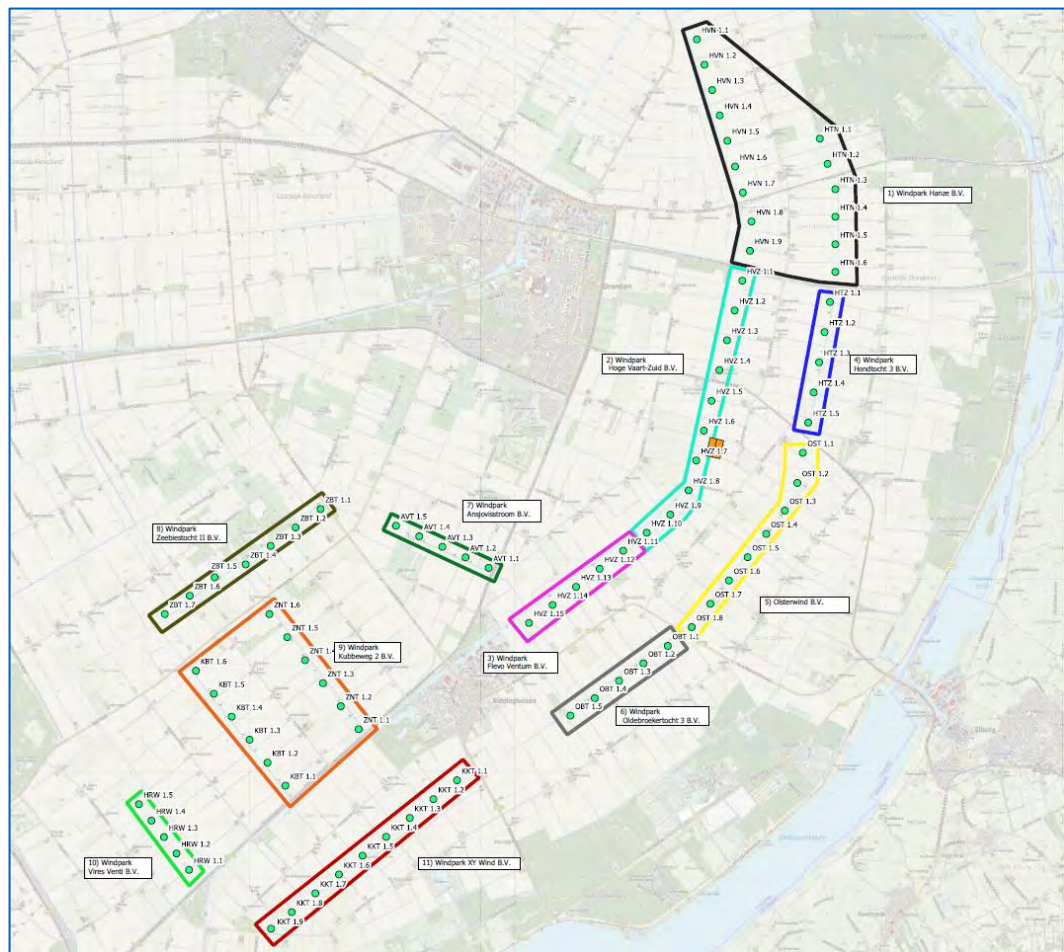 HVN 1.1
HVN 1.2
HVN 1.3
HVN 1.4
HVN 1.5
HVN 1.6
HVN 1.7
HVN 1.8
HVN 1.9
HTN 1.1
HTN 1.2
HTN 1.3
HTN 1.4
HTN 1.5
HTN 1.6
1) Windpark Hanze B.V.
HVZ 1.1
HVZ 1.2
HVZ 1.3
HVZ 1.4
HVZ 1.5
HVZ 1.6
HVZ 1.7
HVZ 1.8
HVZ 1.9
HVZ 1.10
2) Windpark
Hoge Vaart-Zuid B.V.
HTZ 1.1
HTZ 1.2
HTZ 1.3
HTZ 1.4
HTZ 1.5
4) Windpark
Hondtocht 3 B.V.
OST 1.1
OST 1.2
OST 1.3
OST 1.4
OST 1.5
OST 1.6
OST 1.7
OST 1.8
5) Olsterwind B.V.
HVZ 1.11
HVZ 1.12
HVZ 1.13
HVZ 1.14
HVZ 1.15
3) Windpark
Flevo Ventum B.V.
OBT 1.1
OBT 1.2
OBT 1.3
OBT 1.4
OBT 1.5
6) Windpark
Oldebroekertocht 3 B.V.
7) Windpark
Ansjovisstroom B.V.
AVT 1.5
AVT 1.4
AVT 1.3
AVT 1.2
AVT 1.1
8) Windpark
Zeebiestocht II B.V.
ZBT 1.1
ZBT 1.2
ZBT 1.3
ZBT 1.4
ZBT 1.5
ZBT 1.6
ZBT 1.7
9) Windpark
Kubbeweg 2 B.V.
ZNT 1.6
ZNT 1.5
ZNT 1.4
ZNT 1.3
ZNT 1.2
ZNT 1.1
KBT 1.6
KBT 1.5
KBT 1.4
KBT 1.3
KBT 1.2
KBT 1.1
HRW 1.5
HRW 1.4
HRW 1.3
HRW 1.2
HRW 1.1
10) Windpark
Vires Venti B.V.
KKT 1.1
KKT 1.2
KKT 1.3
KKT 1.4
KKT 1.5
KKT 1.6
KKT 1.7
KKT 1.8
KKT 1.9
11) Windpark XY Wind B.V.
Dronten
Biddinghuizen
Elburg